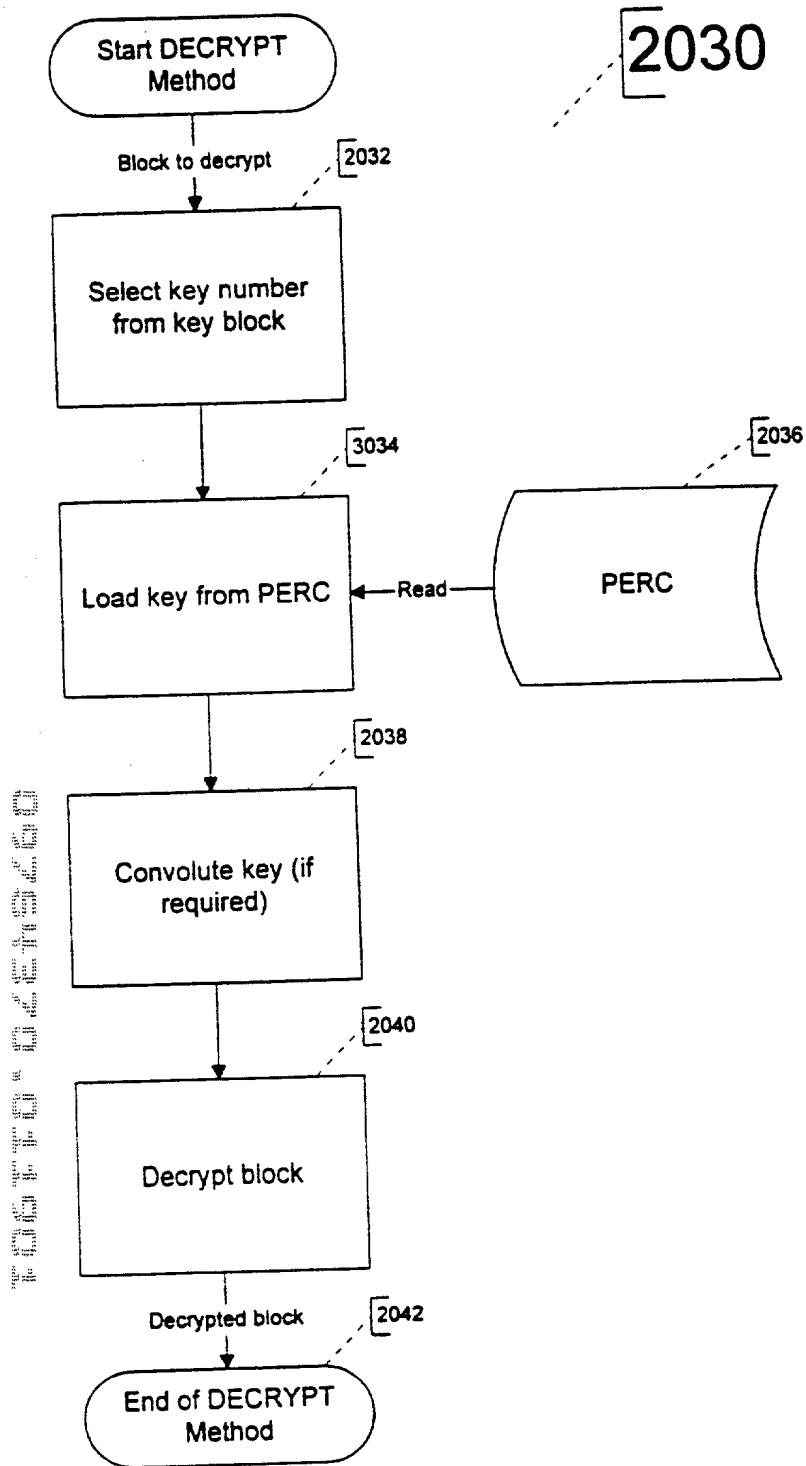 Start DECRYPT
Method
2030
Block to decrypt
2032
Select key number
from key block
3034
2036
Load key from PERC
Read
PERC
2038
Convolute key (if
required)
2040
Decrypt block
Decrypted block
2042
End of DECRYPT
Method